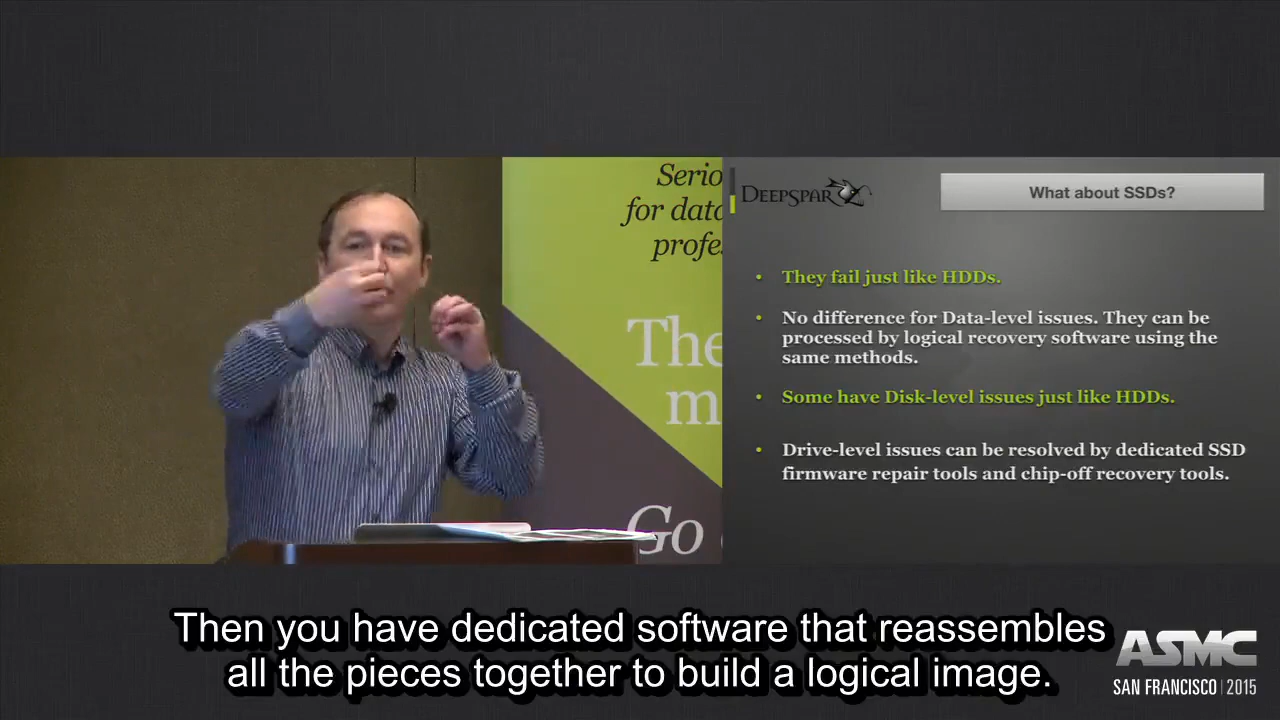 Serio
for data
profe
The
m
Go
DEEPSPAR
What about SSDs?
• They fail just like HDDs.
• No difference for Data-level issues. They can be
processed by logical recovery software using the
same methods.
• Some have Disk-level issues just like HDDs.
• Drive-level issues can be resolved by dedicated SSD
firmware repair tools and chip-off recovery tools.
Then you have dedicated software that reassembles
all the pieces together to build a logical image.
ASMC
SAN FRANCISCO | 2015